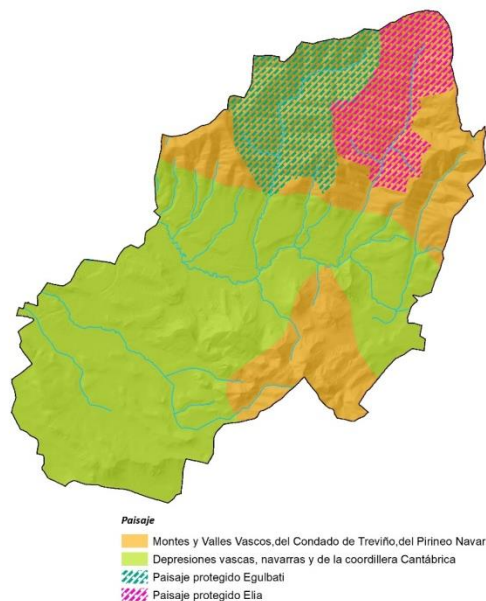 Paisaje
Montes y Valles Vascos,del Condado de Treviño,del Pirineo Navar
Depresiones vascas, navarras y de la coordillera Cantábrica
Paisaje protegido Egulbati
Paisaje protegido Elia